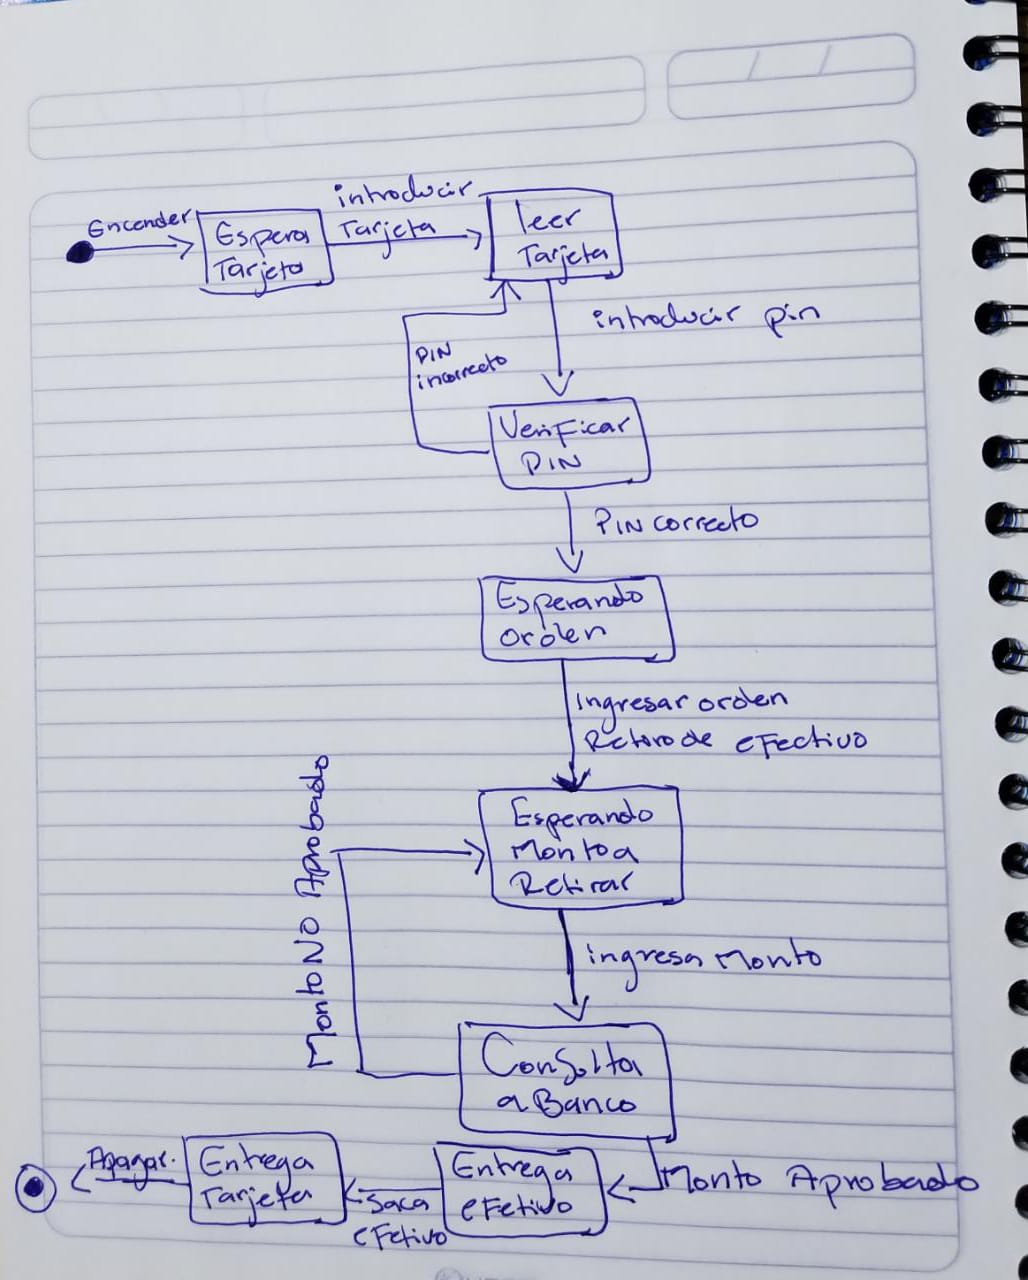 Encender
Espera
Tarjeta
introducir
Tarjeta
leer
Tarjeta
introducir pin
PIN
incorrecto
Verificar
PIN
PIN correcto
Esperando
orden
Ingresar orden
Retiro de eFectivo
Esperando
Monto a
Retirar
Monto NO Aprobado
ingresa Monto
Consulta
a Banco
Monto Aprobado
Entrega
eFetivo
Saca
eFetivo
Entrega
Tarjeta
Apagar.